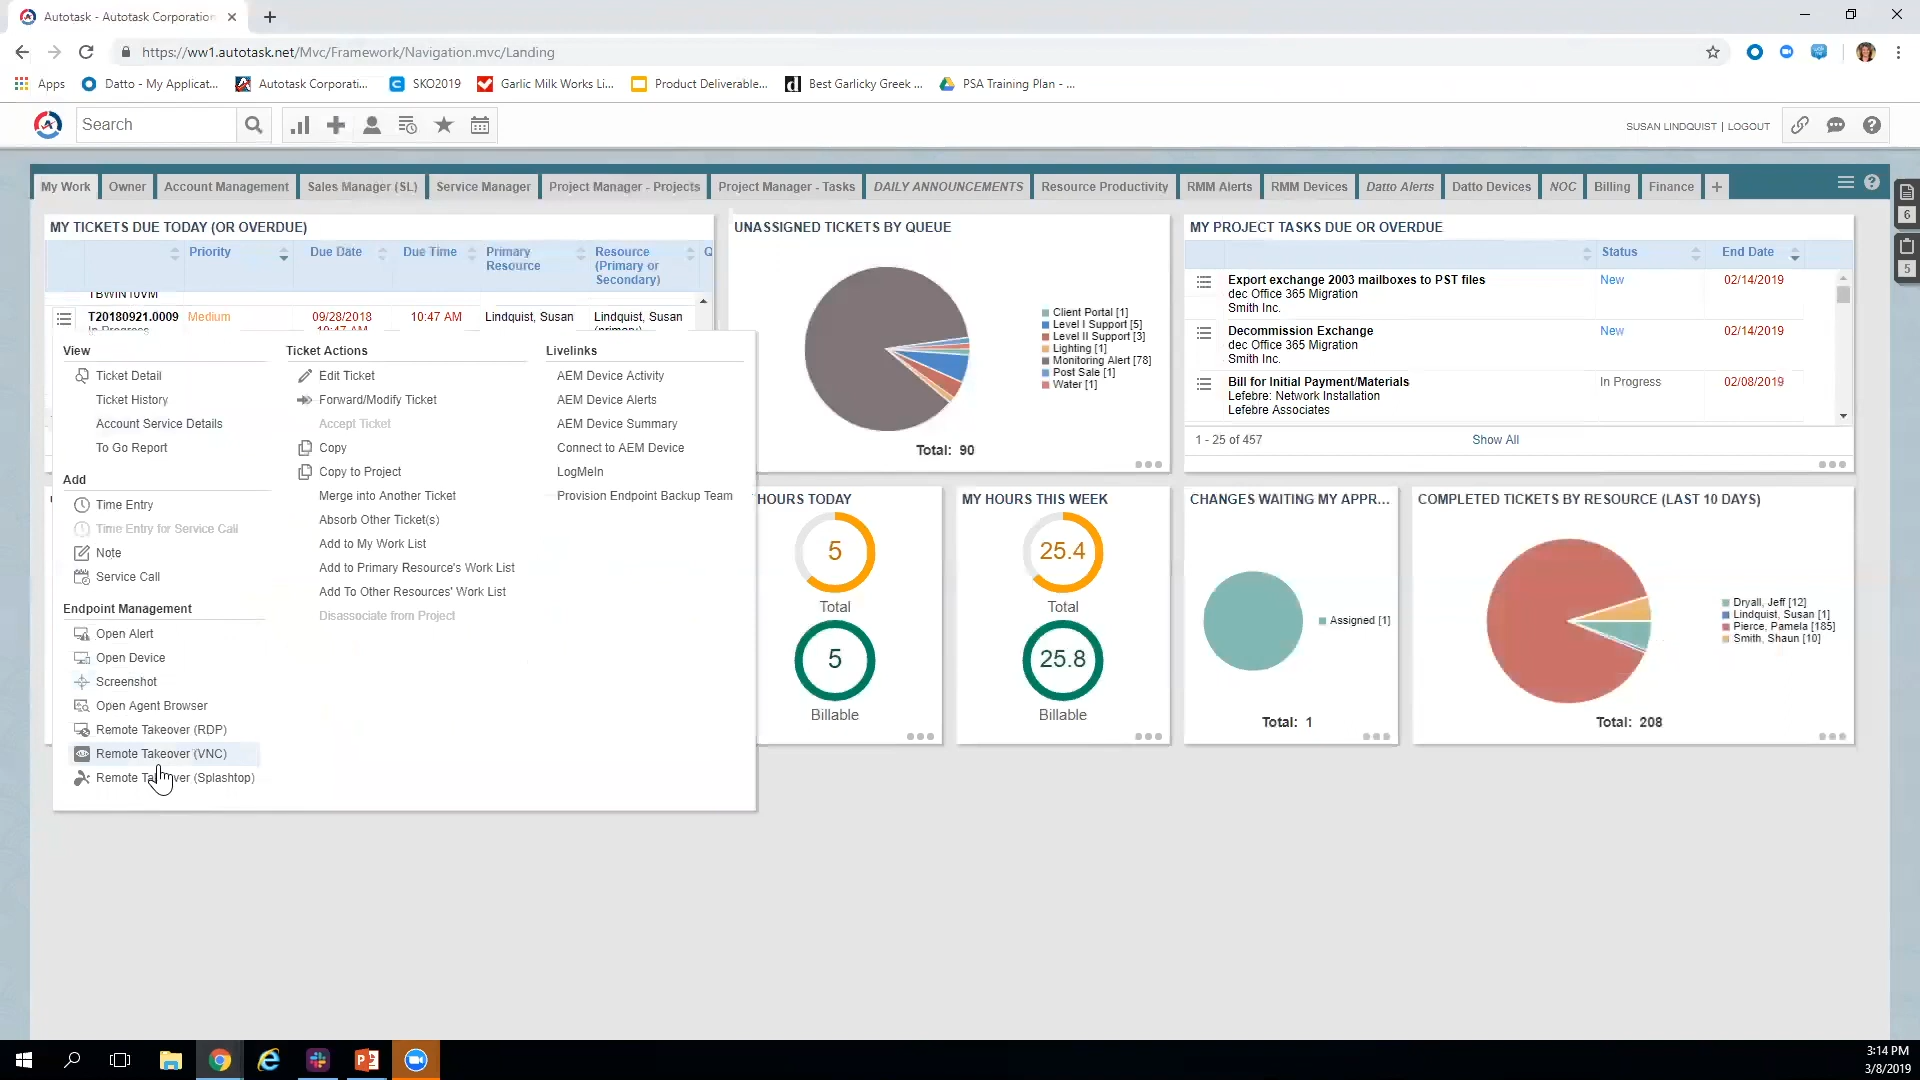 Autotask - Autotask Corporation
https://ww1.autotask.net/Mvc/Framework/Navigation.mvc/Landing
Apps
Datto - My Applicat...
Autotask Corporati...
SKO2019
Garlic Milk Works Li...
Product Deliverable...
Best Garlicky Greek ...
PSA Training Plan - ...
Search
SUSAN LINDQUIST | LOGOUT
My Work
Owner
Account Management
Sales Manager (SL)
Service Manager
Project Manager - Projects
Project Manager - Tasks
DAILY ANNOUNCEMENTS
Resource Productivity
RMM Alerts
RMM Devices
Datto Alerts
Datto Devices
NOC
Billing
Finance
6
5
MY TICKETS DUE TODAY (OR OVERDUE)
Priority
Due Date
Due Time
Primary
Resource
Resource
(Primary or
Secondary)
Q
TBWIN10VM
T20180921.0009
In Progress
Medium
09/28/2018
10:47 AM
10:47 AM
Lindquist, Susan
Lindquist, Susan
(primary)
View
Ticket Detail
Ticket History
Account Service Details
To Go Report
Add
Time Entry
Time Entry for Service Call
Note
Service Call
Endpoint Management
Open Alert
Open Device
Screenshot
Open Agent Browser
Remote Takeover (RDP)
Remote Takeover (VNC)
Remote Takeover (Splashtop)
Ticket Actions
Edit Ticket
Forward/Modify Ticket
Accept Ticket
Copy
Copy to Project
Merge into Another Ticket
Absorb Other Ticket(s)
Add to My Work List
Add to Primary Resource's Work List
Add To Other Resources' Work List
Disassociate from Project
Livelinks
AEM Device Activity
AEM Device Alerts
AEM Device Summary
Connect to AEM Device
LogMeIn
Provision Endpoint Backup Team
UNASSIGNED TICKETS BY QUEUE
Client Portal [1]
Level I Support [5]
Level II Support [3]
Lighting [1]
Monitoring Alert [78]
Post Sale [1]
Water [1]
Total: 90
MY PROJECT TASKS DUE OR OVERDUE
Status
End Date
Export exchange 2003 mailboxes to PST files
dec Office 365 Migration
Smith Inc.
New
02/14/2019
Decommission Exchange
dec Office 365 Migration
Smith Inc.
New
02/14/2019
Bill for Initial Payment/Materials
Lefebre: Network Installation
Lefebre Associates
In Progress
02/08/2019
1 - 25 of 457
Show All
HOURS TODAY
5
Total
5
Billable
MY HOURS THIS WEEK
25.4
Total
25.8
Billable
CHANGES WAITING MY APPR...
Assigned [1]
Total: 1
COMPLETED TICKETS BY RESOURCE (LAST 10 DAYS)
Dryall, Jeff [12]
Lindquist, Susan [1]
Pierce, Pamela [185]
Smith, Shaun [10]
Total: 208
3:14 PM
3/8/2019